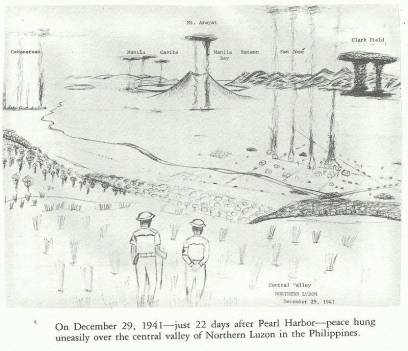 Mt. Arayat
Cabanatuan
Manila
Cavite
Manila
Bay
Bataan
San José
Clark Field
Central Valley
NORTHERN LUZON
December 29, 1941
On December 29, 1941—just 22 days after Pearl Harbor—peace hung
uneasily over the central valley of Northern Luzon in the Philippines.